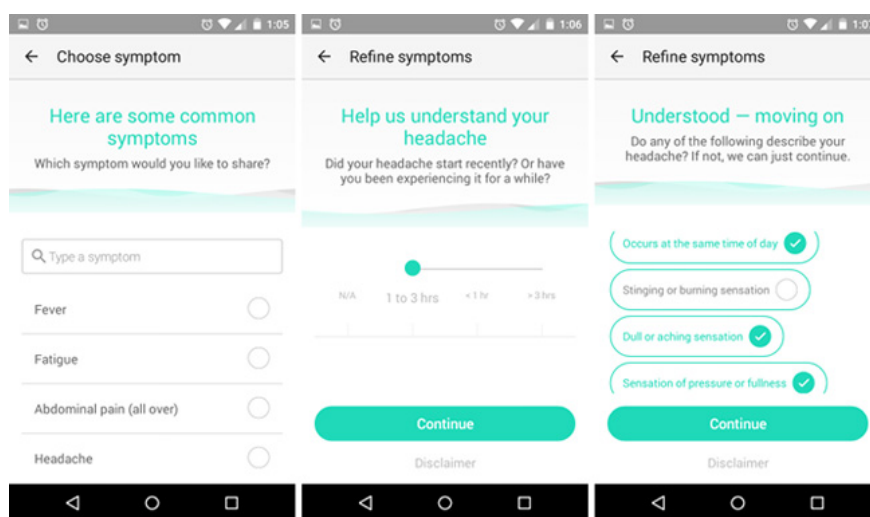 1:05
Choose symptom
Here are some common
symptoms
Which symptom would you like to share?
Type a symptom
Fever
Fatigue
Abdominal pain (all over)
Headache
1:06
Refine symptoms
Help us understand your
headache
Did your headache start recently? Or have
you been experiencing it for a while?
N/A 1 to 3 hrs < 1 hr > 3 hrs
Continue
Disclaimer
Refine symptoms
Understood — moving on
Do any of the following describe your
headache? If not, we can just continue.
Occurs at the same time of day
Stinging or burning sensation
Dull or aching sensation
Sensation of pressure or fullness
Continue
Disclaimer